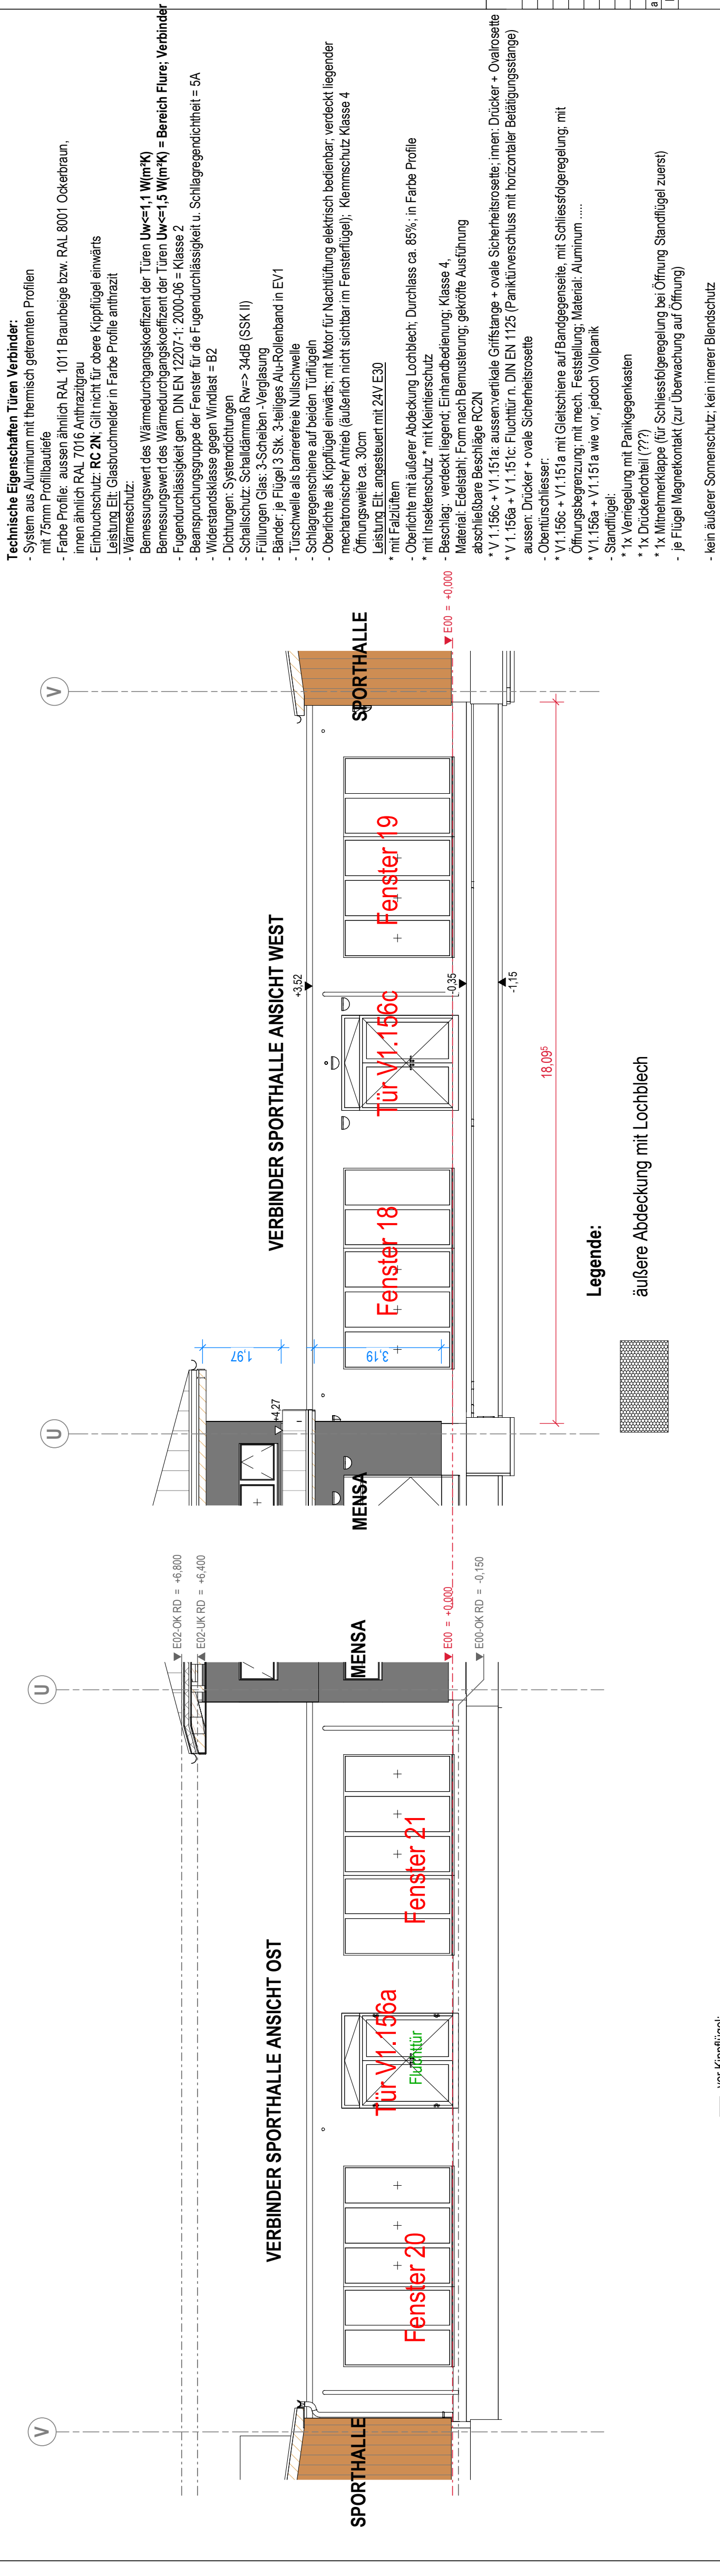 VERBINDER SPORTHALLE ANSICHT OST
V
U
SPORTHALLE
MENSA
Fenster 20
Tür V1.156a
Fluchttür
Fenster 21
E02-OK RD = +6,800
E02-UK RD = +6,400
E00 = +0,000
E00-OK RD = -0,150
VERBINDER SPORTHALLE ANSICHT WEST
U
V
MENSA
SPORTHALLE
+4,27
1,97
3,19
Fenster 18
Tür V1.156c
Fenster 19
+3,52
-0,35
-1,15
E00 = +0,000
18,09⁵
Legende:
äußere Abdeckung mit Lochblech
vor Kippflügel:
Technische Eigenschaften Türen Verbinder:
- System aus Aluminum mit thermisch getrennten Profilen
mit 75mm Profilbautiefe
- Farbe Profile: aussen ähnlich RAL 1011 Braunbeige bzw. RAL 8001 Ockerbraun,
innen ähnlich RAL 7016 Anthrazitgrau
- Einbruchschutz: RC 2N; Gilt nicht für obere Kippflügel einwärts
Leistung Elt: Glasbruchmelder in Farbe Profile anthrazit
- Wärmeschutz:
Bemessungswert des Wärmedurchgangskoeffizent der Türen Uw<=1,1 W(m²K)
Bemessungswert des Wärmedurchgangskoeffizent der Türen Uw<=1,5 W(m²K) = Bereich Flure; Verbinder
- Fugendurchlässigkeit gem. DIN EN 12207-1: 2000-06 = Klasse 2
- Beanspruchungsgruppe der Fenster für die Fugendurchlässigkeit u. Schllagregendichtheit = 5A
- Widerstandsklasse gegen Windlast = B2
- Dichtungen: Systemdichtungen
- Schallschutz: Schalldämmaß Rw=> 34dB (SSK II)
- Füllungen Glas: 3-Scheiben -Verglasung
- Bänder: je Flügel 3 Stk. 3-teiliges Alu-Rollenband in EV1
- Türschwelle als barrierefreie Nullschwelle
- Schlagregenschiene auf beiden Türflügeln
- Oberlichte als Kippflügel einwärts; mit Motor für Nachtlüftung elektrisch bedienbar; verdeckt liegender
mechatronischer Antrieb (äußerlich nicht sichtbar im Fensterflügel); Klemmschutz Klasse 4
Öffnungsweite ca. 30cm
Leistung Elt: angesteuert mit 24V E30
* mit Falzlüftern
- Oberlichte mit äußerer Abdeckung Lochblech; Durchlass ca. 85%; in Farbe Profile
* mit Insektenschutz * mit Kleintierschutz
- Beschlag: verdeckt liegend; Einhandbedienung; Klasse 4,
Material: Edelstahl; Form nach Bemusterung; gekröfte Ausführung
abschließbare Beschläge RC2N
* V 1.156c + V1.151a: aussen:vertikale Griffstange + ovale Sicherheitsrosette; innen: Drücker + Ovalrosette
* V 1.156a + V 1.151c: Fluchttür n. DIN EN 1125 (Paniktürverschluss mit horizontaler Betätigungsstange)
aussen: Drücker + ovale Sicherheitsrosette
- Obentürschliesser:
* V1.156c + V1.151a mit Gleitschiene auf Bandgegenseite, mit Schliessfolgeregelung; mit
Öffnungsbegrenzung; mit mech. Feststellung; Material: Aluminum .....
* V1.156a + V1.151a wie vor, jedoch Vollpanik
- Standflügel:
* 1x Verriegelung mit Panikgegenkasten
* 1x Drückerlochteil (???)
* 1x Mitnehmerklappe (für Schliessfolgeregelung bei Öffnung Standflügel zuerst)
- je Flügel Magnetkontakt (zur Überwachung auf Öffnung)
- kein äußerer Sonnenschutz; kein innerer Blendschutz
a